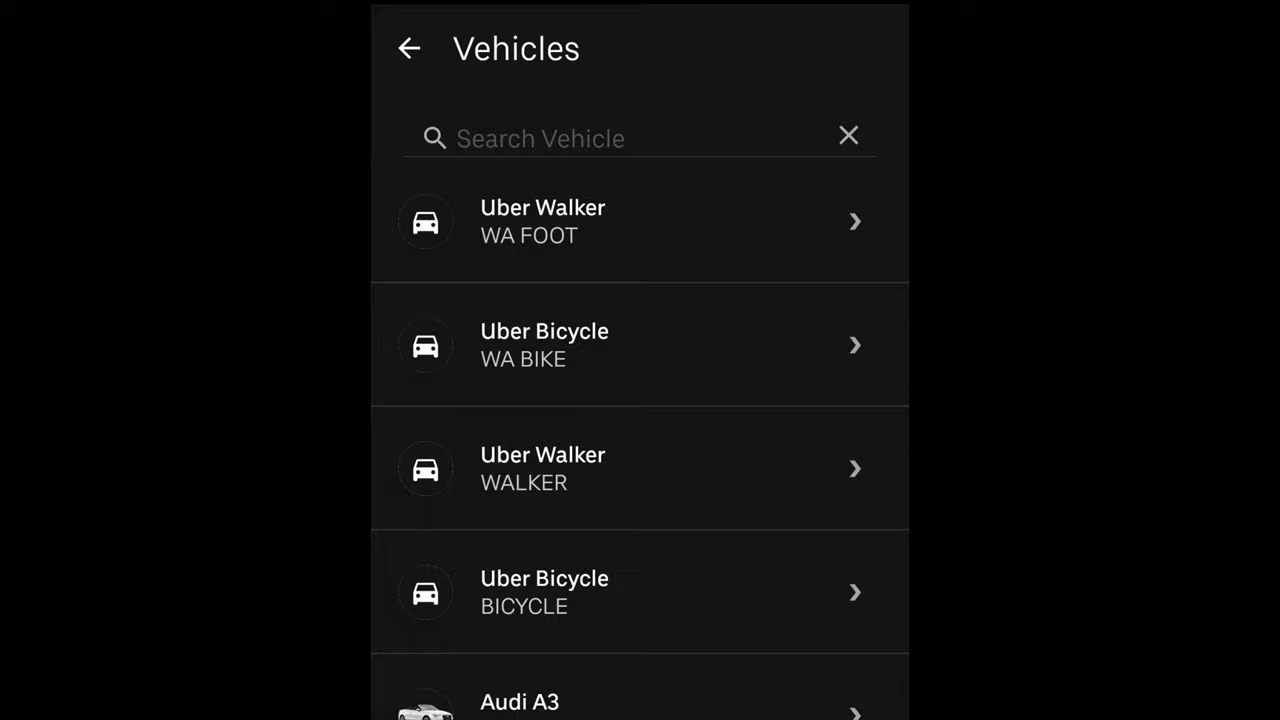 Vehicles
Search Vehicle
Uber Walker
WA FOOT
Uber Bicycle
WA BIKE
Uber Walker
WALKER
Uber Bicycle
BICYCLE
Audi A3